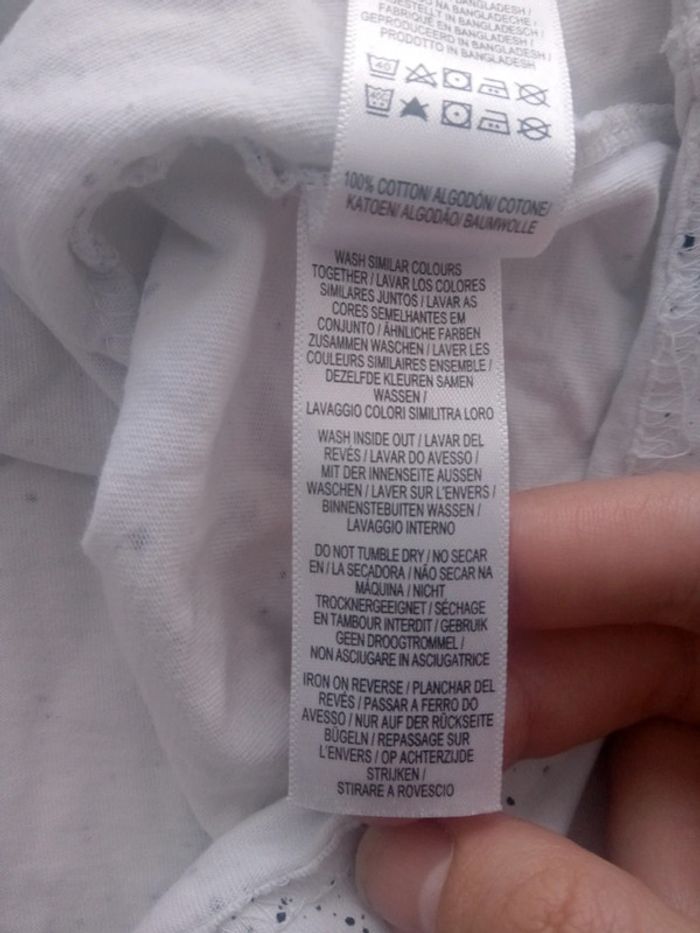 BANGLADESH /
NA BANGLADECHE /
FABRIQUÉ EN BANGLADESH /
GEPRODUCEERD IN BANGLADESH /
PRODOTTO IN BANGLADESH
40
40
100% COTTON/ ALGODÓN/ COTONE/
KATOEN/ ALGODÃO/ BAUMWOLLE
WASH SIMILAR COLOURS
TOGETHER / LAVAR LOS COLORES
SIMILARES JUNTOS / LAVAR AS
CORES SEMELHANTES EM
CONJUNTO / ÄHNLICHE FARBEN
ZUSAMMEN WASCHEN / LAVER LES
COULEURS SIMILAIRES ENSEMBLE /
DEZELFDE KLEUREN SAMEN
WASSEN /
LAVAGGIO COLORI SIMILITRA LORO
WASH INSIDE OUT / LAVAR DEL
REVÉS / LAVAR DO AVESSO /
MIT DER INNENSEITE AUSSEN
WASCHEN / LAVER SUR L'ENVERS /
BINNENSTEBUITEN WASSEN /
LAVAGGIO INTERNO
DO NOT TUMBLE DRY / NO SECAR
EN / LA SECADORA / NÃO SECAR NA
MÁQUINA / NICHT
TROCKNERGEEIGNET / SÉCHAGE
EN TAMBOUR INTERDIT / GEBRUIK
GEEN DROOGTROMMEL /
NON ASCIUGARE IN ASCIUGATRICE
IRON ON REVERSE / PLANCHAR DEL
REVÉS / PASSAR A FERRO DO
AVESSO / NUR AUF DER RÜCKSEITE
BÜGELN / REPASSAGE SUR
L'ENVERS / OP ACHTERZIJDE
STRIJKEN /
STIRARE A ROVESCIO